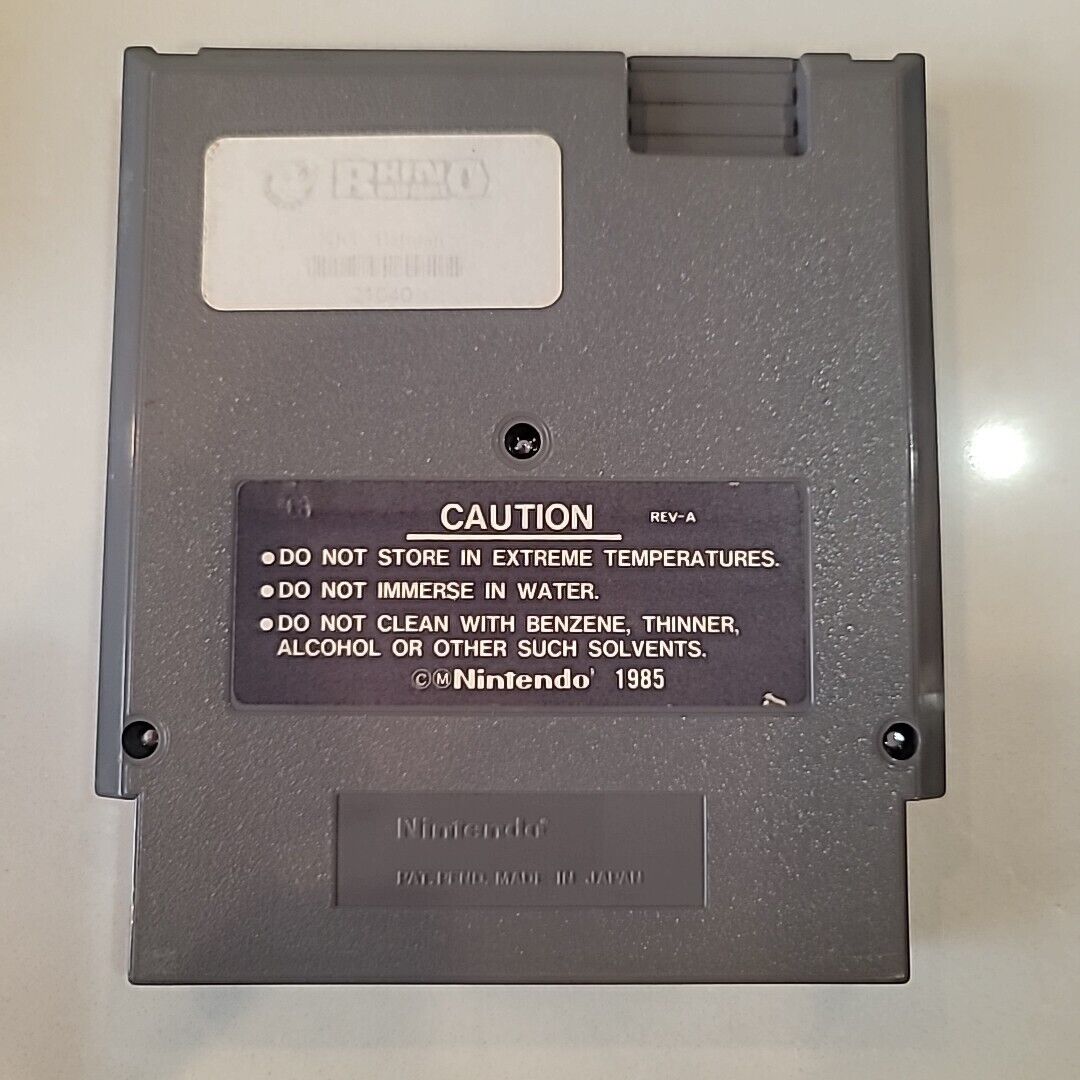 RHINO
CAUTION REV-A
●DO NOT STORE IN EXTREME TEMPERATURES.
●DO NOT IMMERSE IN WATER.
●DO NOT CLEAN WITH BENZENE, THINNER,
ALCOHOL OR OTHER SUCH SOLVENTS.
©ⓂNintendo 1985
Nintendo®
PAT. PEND. MADE IN JAPAN